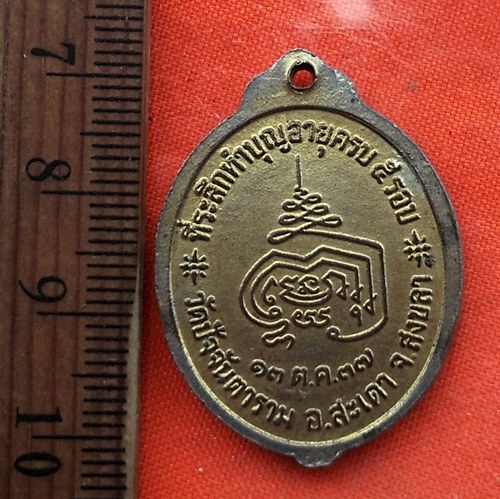 ที่ระลึกทำบุญอายุครบ ๕ รอบ
๑๓ ต.ค.๓๗
วัดปัจจันตาราม อ.สะเดา จ.สงขลา
7
8
9
10